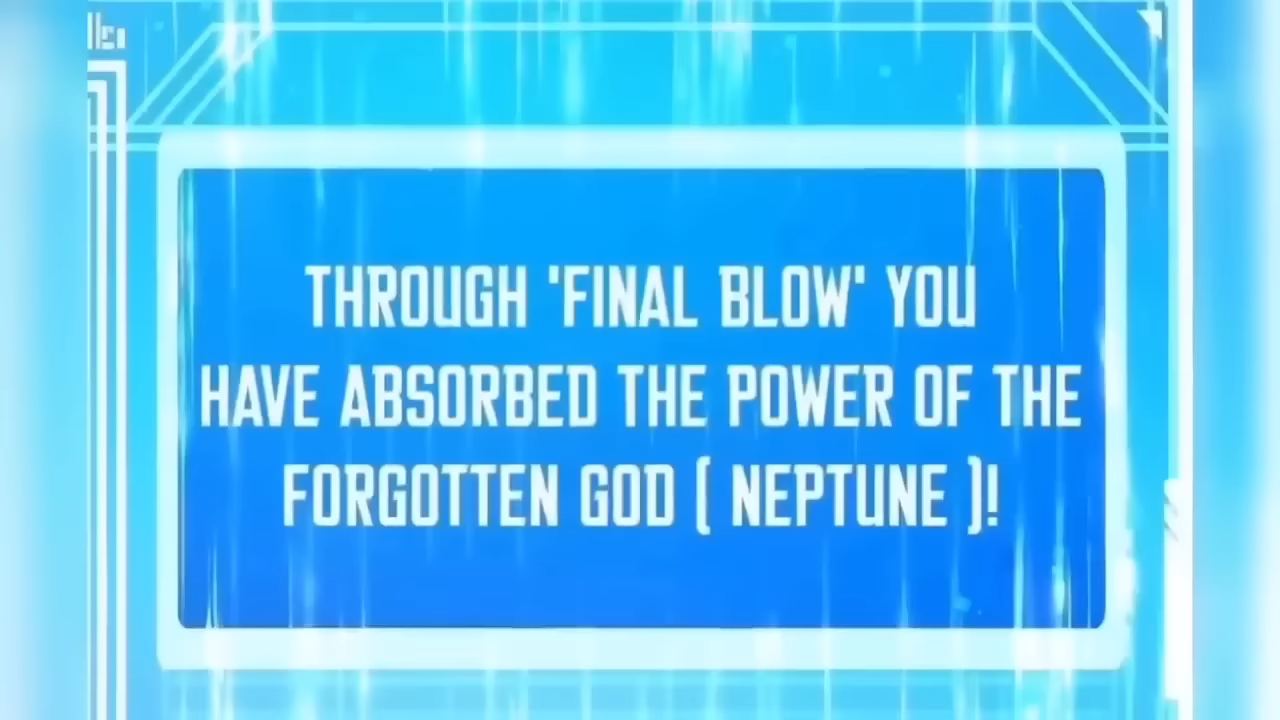 THROUGH 'FINAL BLOW' YOU
HAVE ABSORBED THE POWER OF THE
FORGOTTEN GOD ( NEPTUNE )!